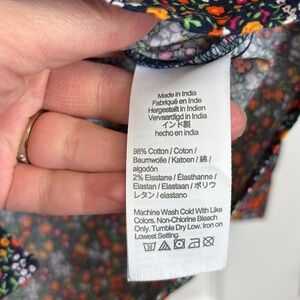 Made in India
Fabriqué en Inde
Hergestellt in Indien
Vervaardigd in India
インド製
hecho en india
98% Cotton / Coton /
Baumwolle / Katoen / 綿 /
algodón
2% Elastane / Élasthanne /
Elastan / Elastaan / ポリウ
レタン / elastano
Machine Wash Cold With Like
Colors. Non-Chlorine Bleach
Only. Tumble Dry Low. Iron on
Lowest Setting.